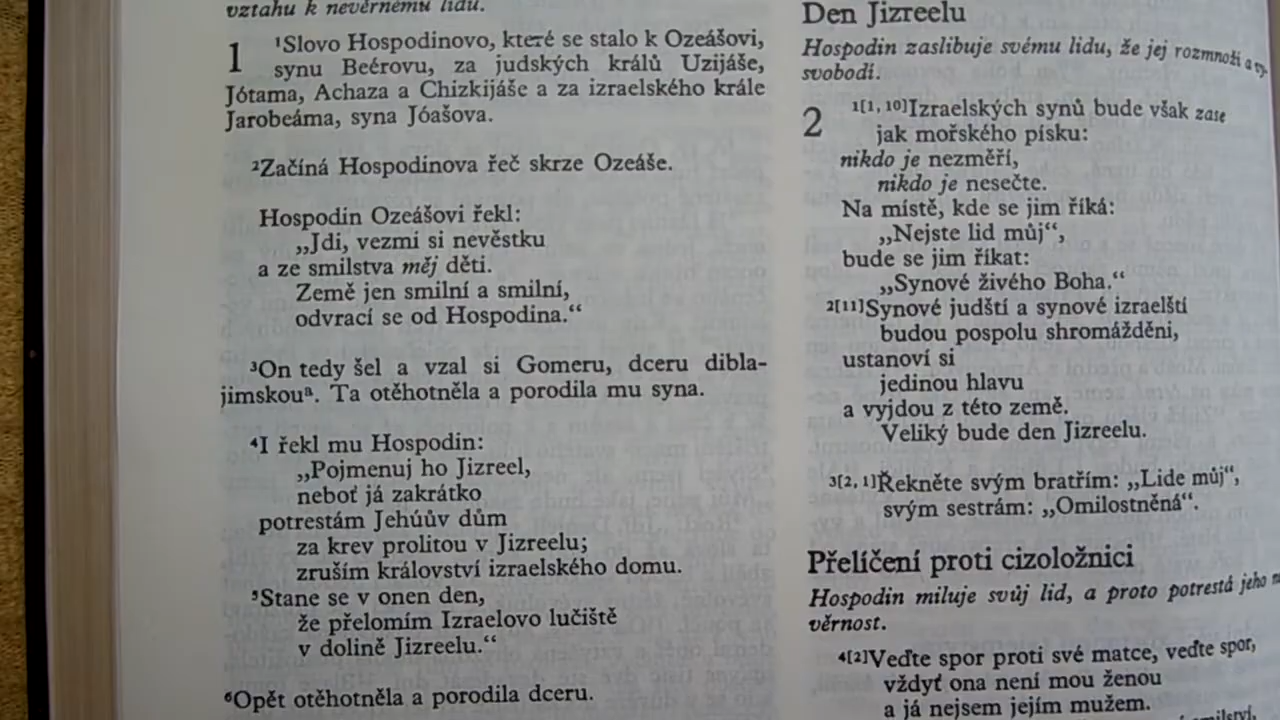 vztahu k nevěrnému lidu.
1 ¹Slovo Hospodinovo, které se stalo k Ozeášovi,
synu Beérovu, za judských králů Uzijáše,
Jótama, Achaza a Chizkijáše a za izraelského krále
Jarobeáma, syna Jóašova.
²Začíná Hospodinova řeč skrze Ozeáše.
Hospodin Ozeášovi řekl:
„Jdi, vezmi si nevěstku
a ze smilstva měj děti.
Země jen smilní a smilní,
odvrací se od Hospodina.“
³On tedy šel a vzal si Gomeru, dceru dibla-
jimskouᵃ. Ta otěhotněla a porodila mu syna.
⁴I řekl mu Hospodin:
„Pojmenuj ho Jizreel,
neboť já zakrátko
potrestám Jehúův dům
za krev prolitou v Jizreelu;
zruším království izraelského domu.
⁵Stane se v onen den,
že přelomím Izraelovo lučiště
v dolině Jizreelu.“
⁶Opět otěhotněla a porodila dceru.
Den Jizreelu
Hospodin zaslibuje svému lidu, že jej rozmnoží a vy-
svobodí.
2 ¹[1, 10]Izraelských synů bude však zase
jak mořského písku:
nikdo je nezměří,
nikdo je nesečte.
Na místě, kde se jim říká:
„Nejste lid můj“,
bude se jim říkat:
„Synové živého Boha.“
²[11]Synové judští a synové izraelští
budou pospolu shromážděni,
ustanoví si
jedinou hlavu
a vyjdou z této země.
Veliký bude den Jizreelu.
³[2, 1]Řekněte svým bratřím: „Lide můj“,
svým sestrám: „Omilostněná“.
Přelíčení proti cizoložnici
Hospodin miluje svůj lid, a proto potrestá jeho
věrnost.
⁴[2]Veďte spor proti své matce, veďte spor,
vždyť ona není mou ženou
a já nejsem jejím mužem.